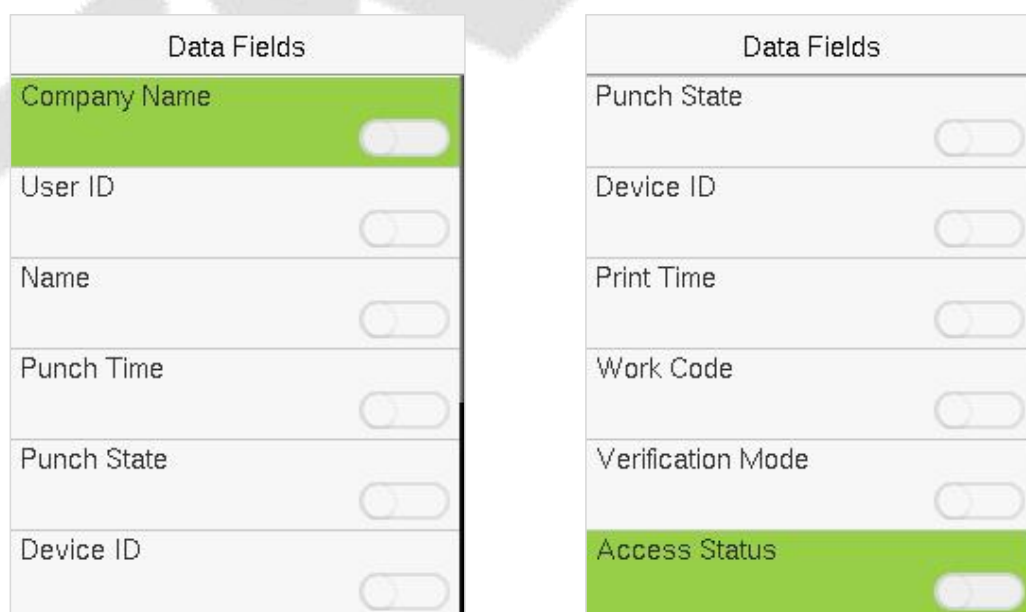 Data Fields
Company Name
User ID
Name
Punch Time
Punch State
Device ID
Data Fields
Punch State
Device ID
Print Time
Work Code
Verification Mode
Access Status